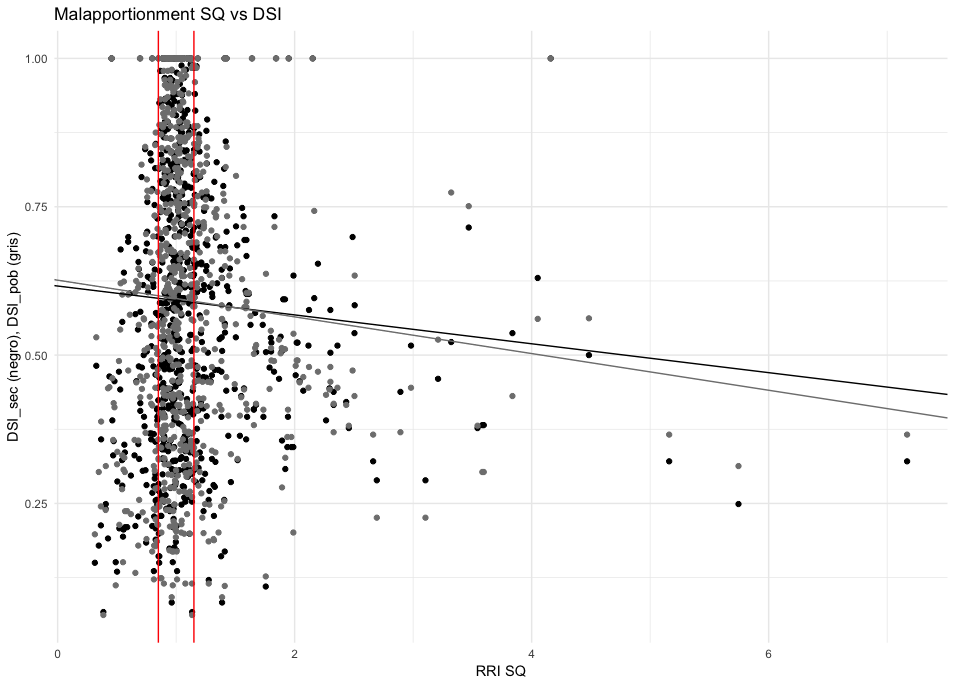 Malapportionment SQ vs DSI
DSI_sec (negro), DSI_pob (gris)
1.00
0.75
0.50
0.25
0
2
4
6
RRI SQ